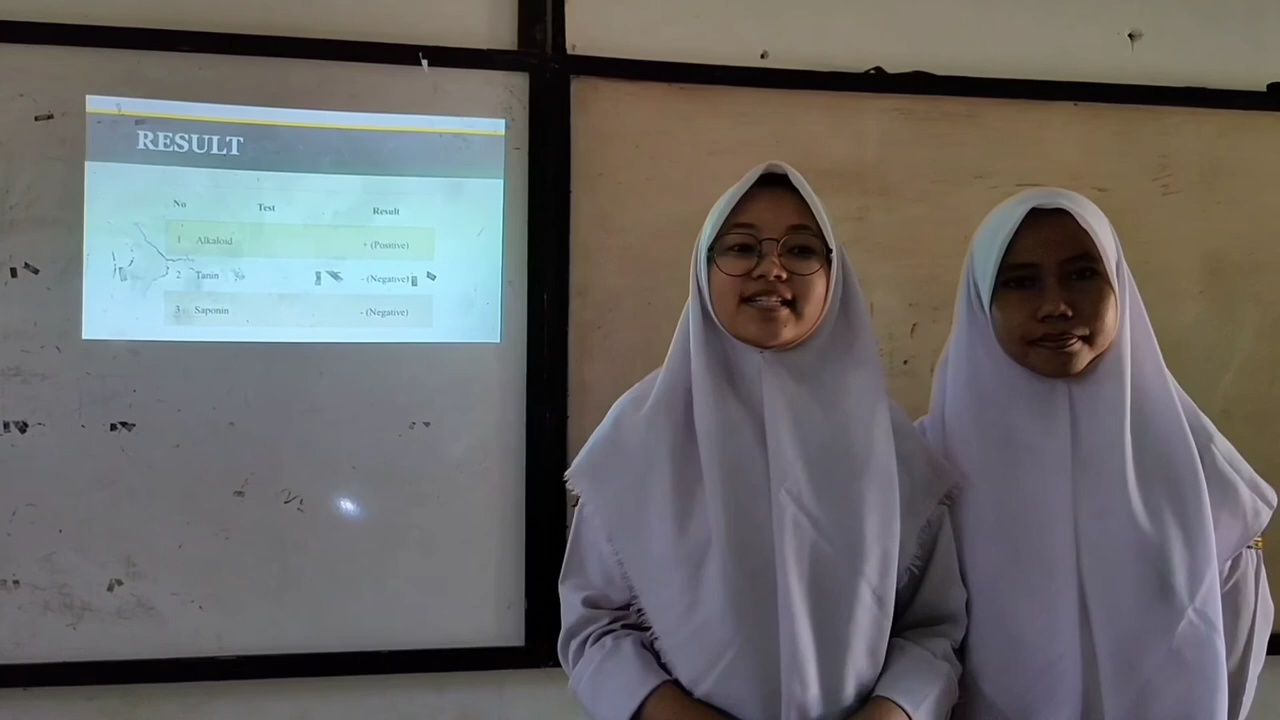 RESULT
No Test Result
1 Alkaloid + (Positive)
2 Tanin - (Negative)
3 Saponin - (Negative)